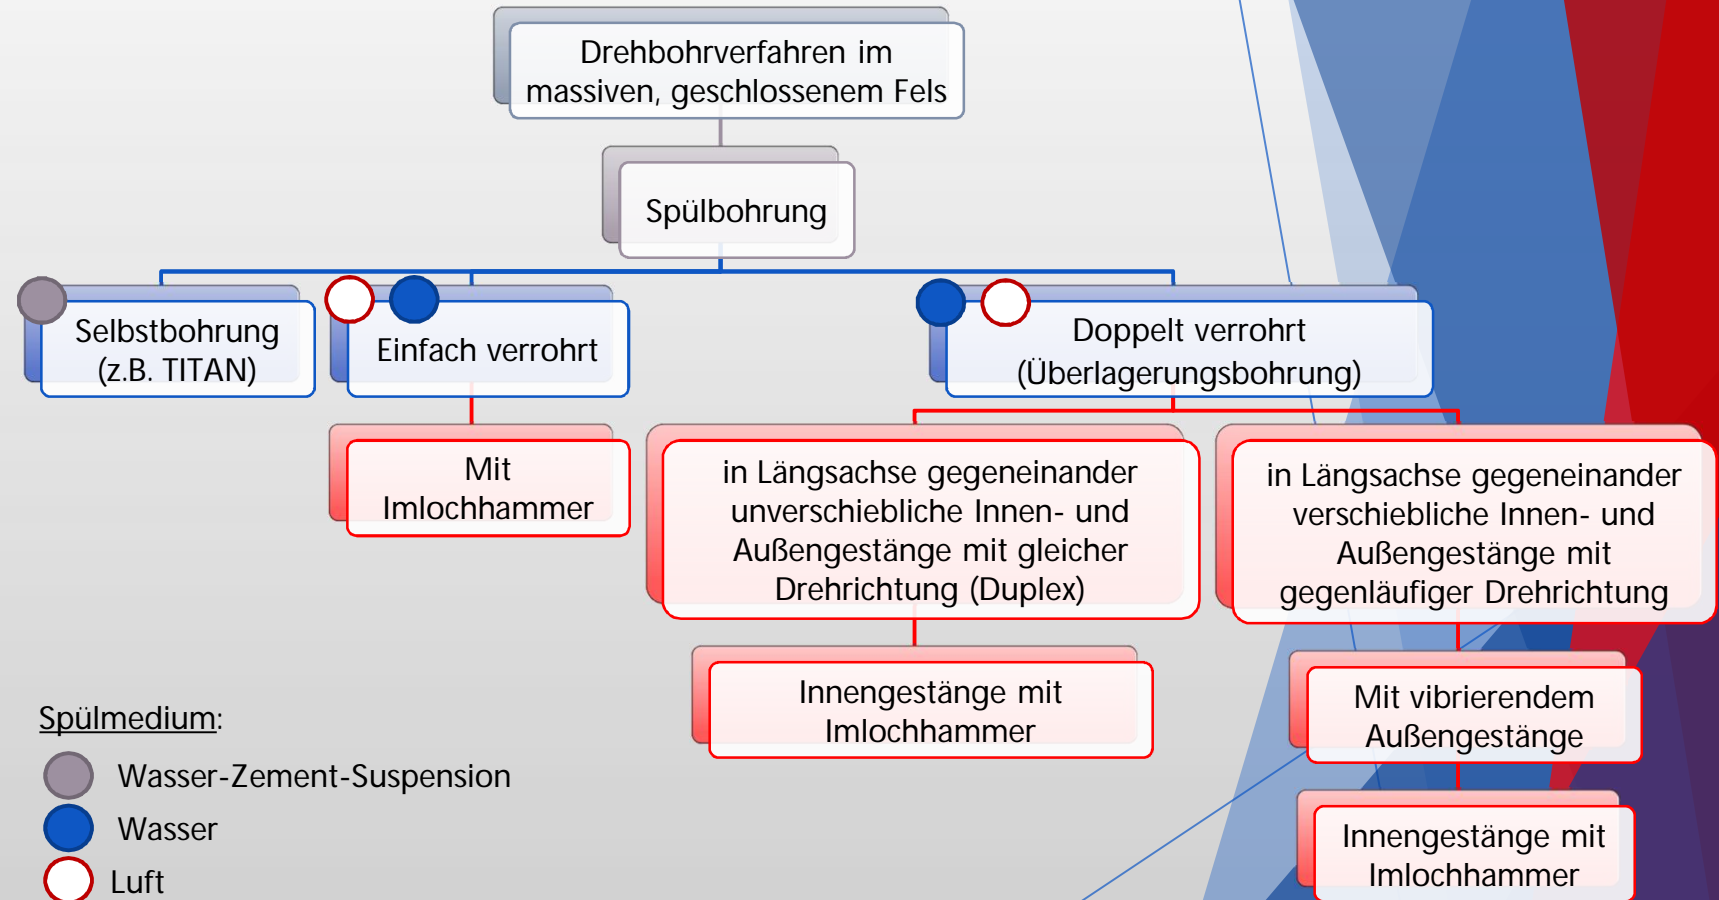 Drehbohrverfahren im
massiven, geschlossenem Fels
Spülbohrung
Selbstbohrung
(z.B. TITAN)
Einfach verrohrt
Doppelt verrohrt
(Überlagerungsbohrung)
Mit
Imlochhammer
in Längsachse gegeneinander
unverschiebliche Innen- und
Außengestänge mit gleicher
Drehrichtung (Duplex)
in Längsachse gegeneinander
verschiebliche Innen- und
Außengestänge mit
gegenläufiger Drehrichtung
Innengestänge mit
Imlochhammer
Mit vibrierendem
Außengestänge
Innengestänge mit
Imlochhammer
Spülmedium:
Wasser-Zement-Suspension
Wasser
Luft